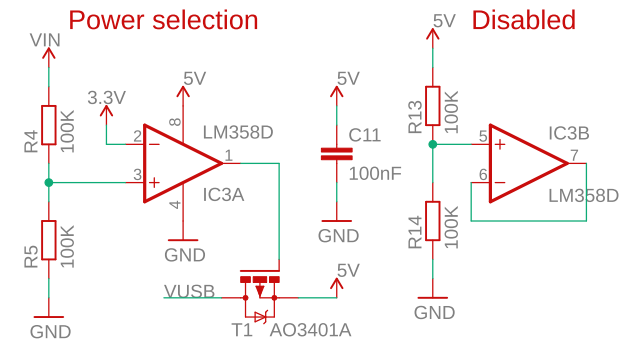 Power selection
Disabled
VIN
5V
5V
5V
3.3V
R4
100K
2
8
LM358D
1
3
4
IC3A
R5
100K
GND
GND
C11
100nF
GND
R13
100K
5
IC3B
7
6
LM358D
R14
100K
GND
VUSB
5V
T1
AO3401A
GND